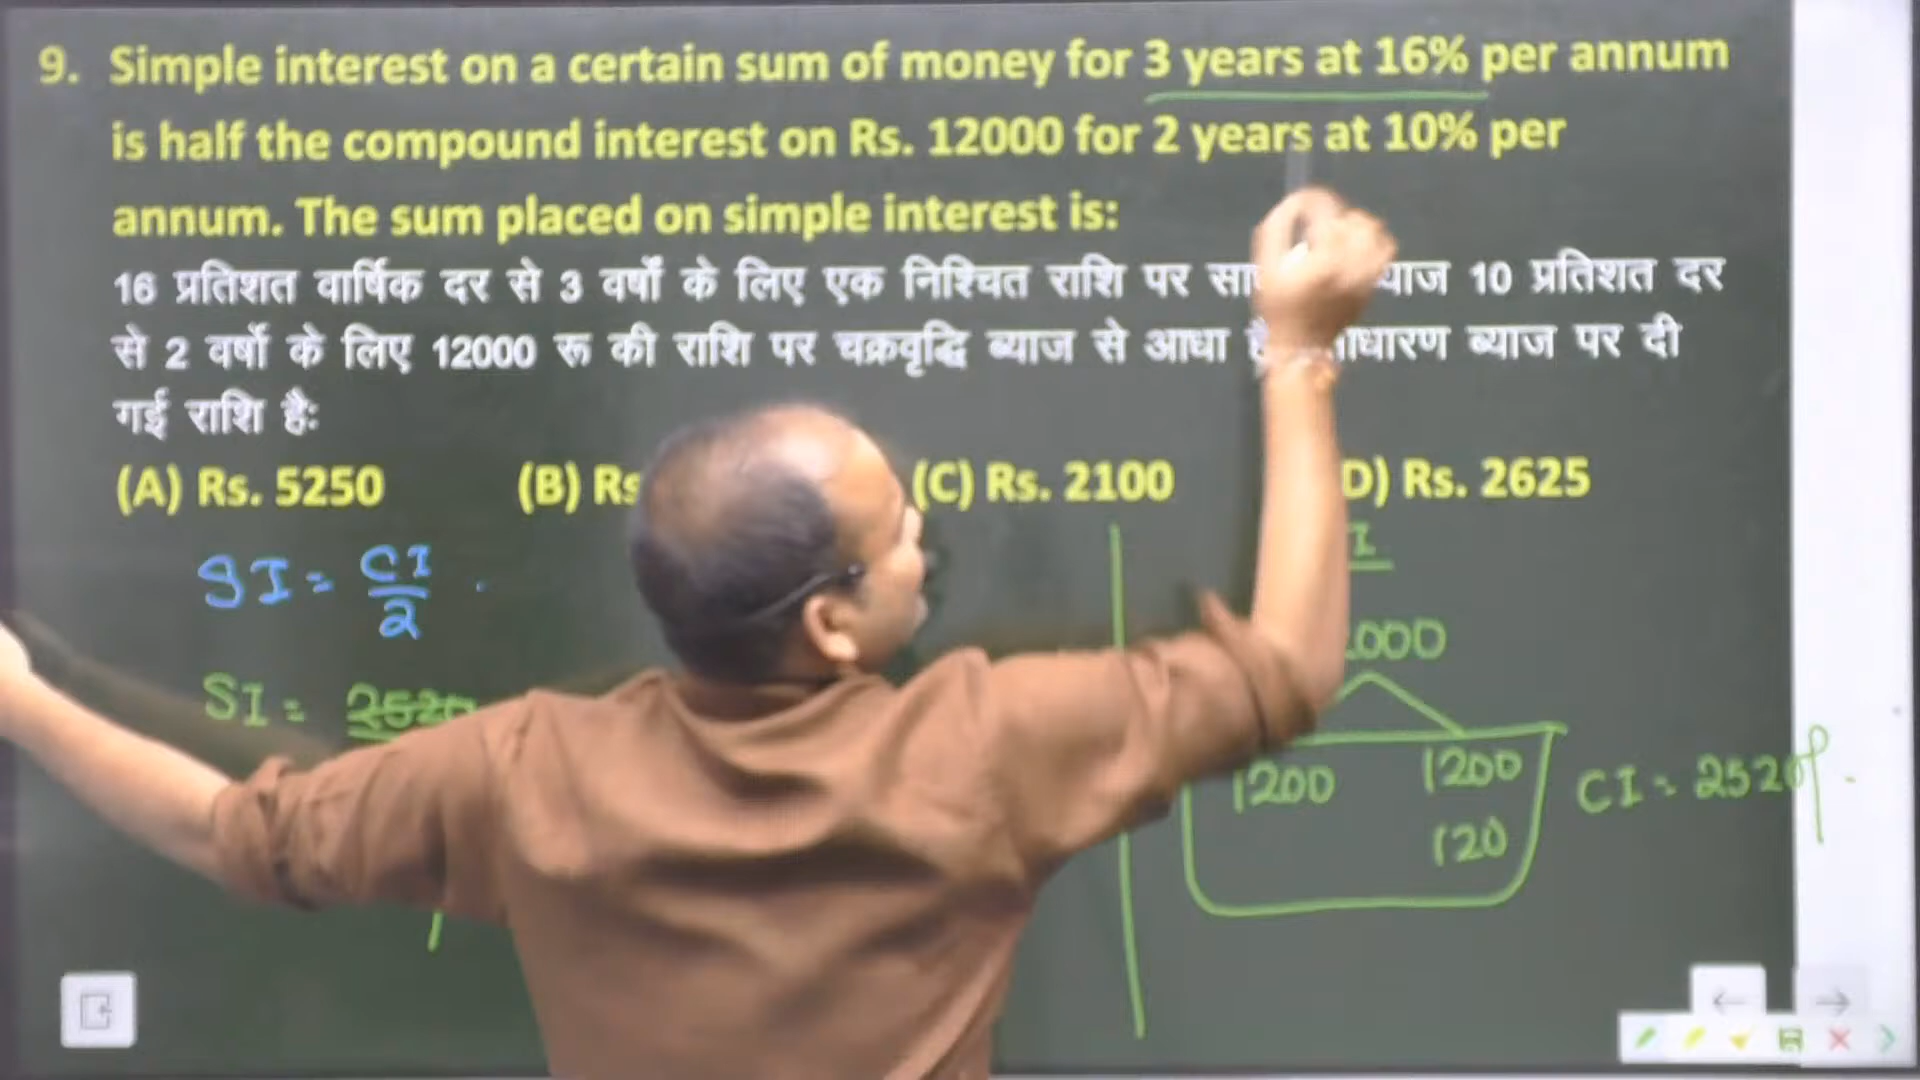 9. Simple interest on a certain sum of money for 3 years at 16% per annum
is half the compound interest on Rs. 12000 for 2 years at 10% per
annum. The sum placed on simple interest is:
16 प्रतिशत वार्षिक दर से 3 वर्षों के लिए एक निश्चित राशि पर 10 प्रतिशत दर
से 2 वर्षो के लिए 12000 रू की राशि पर चक्रवृद्धि ब्याज से आधा ब्याज पर दी
गई राशि है:
(A) Rs. 5250 (B) (C) Rs. 2100 D) Rs. 2625
SI = CI/2
SI = 2520
1200 1200
120
CI = 2520